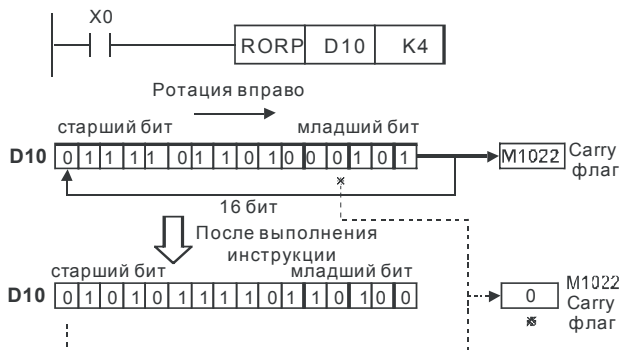 X0
RORP D10 K4
Ротация вправо
старший бит младший бит
D10 0 1 1 1 1 0 1 1 0 1 0 0 0 1 0 1 M1022 Carry
флаг
16 бит
После выполнения
инструкции
старший бит младший бит
D10 0 1 0 1 0 1 1 1 1 0 1 1 0 1 0 0 0 M1022
Carry
флаг